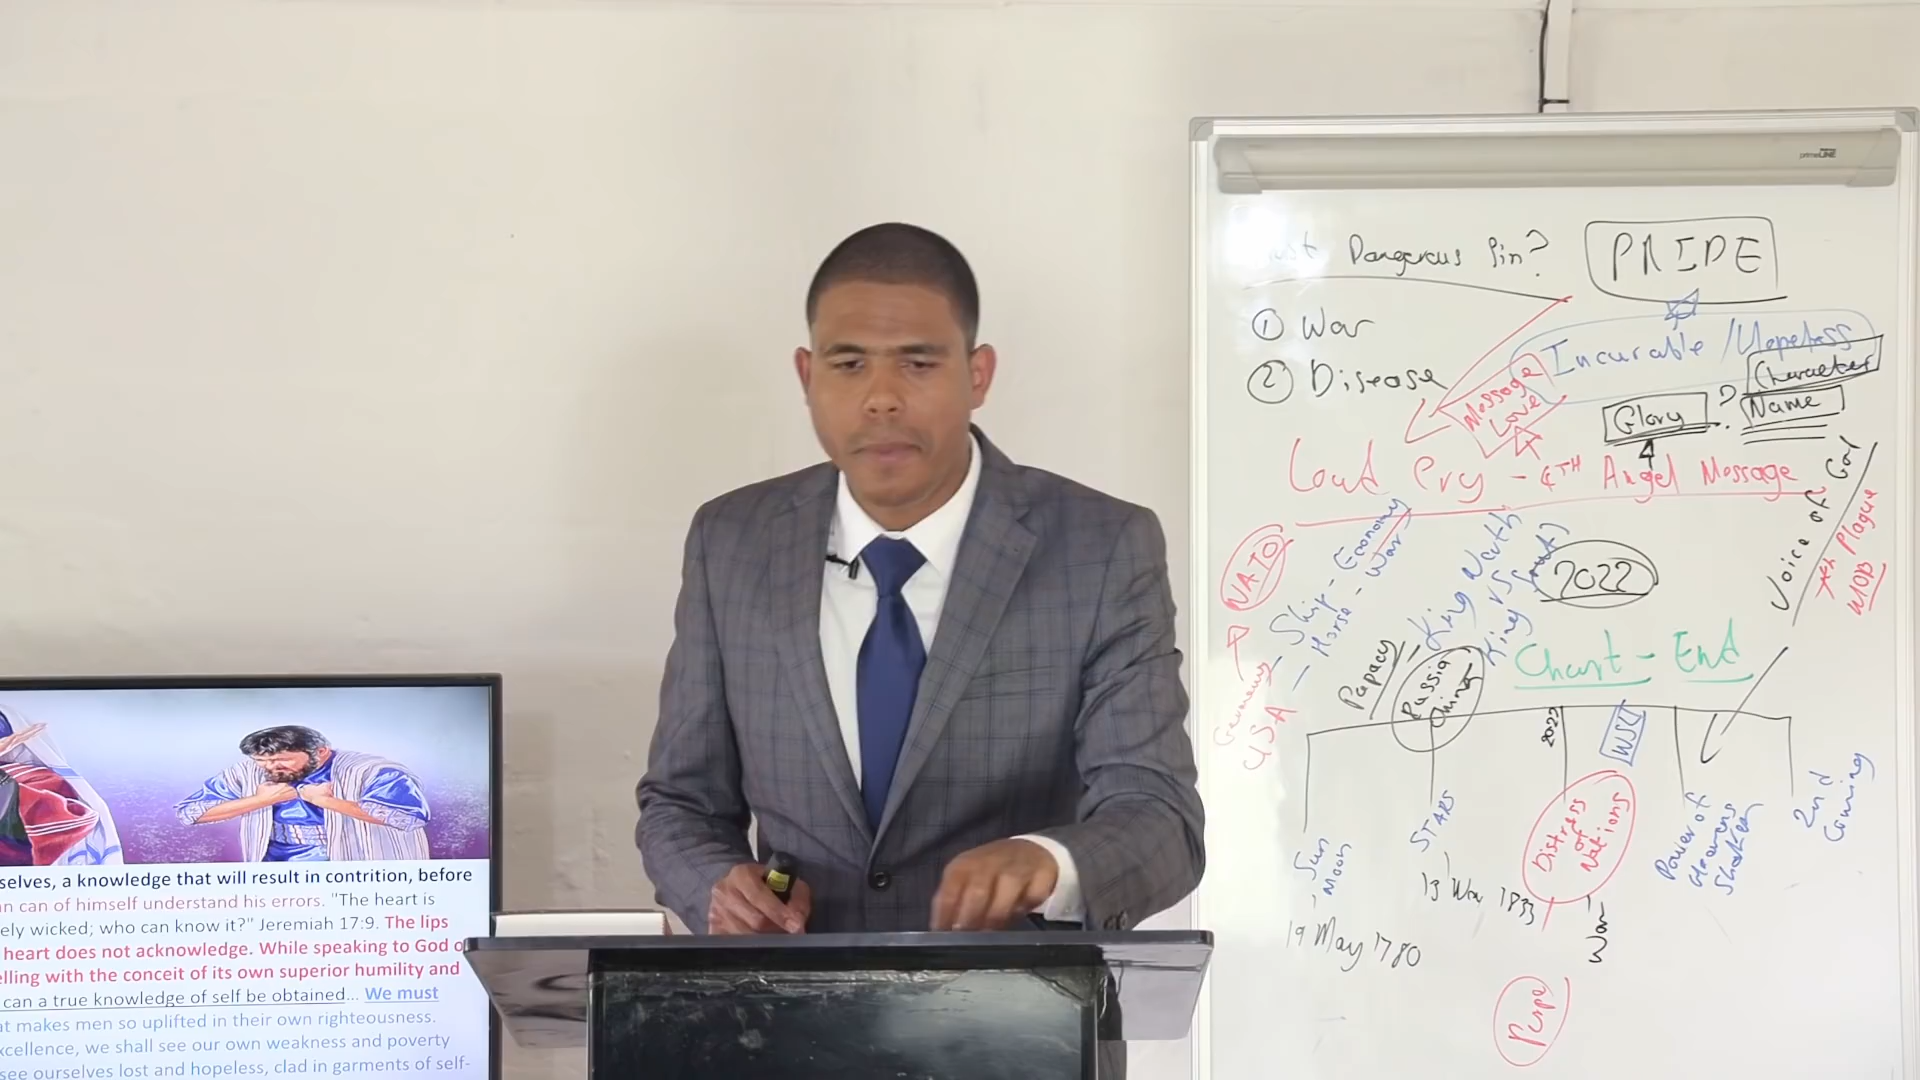 primeLINE
Dangerous Sin?
PRIDE
① War
② Disease
Incurable / Hopeless
Character
Message
Love
Glory
?
Name
Loud Cry - 4TH Angel Message
Voice of God
7th Plague
MOB
NATO
Ship - Economy
Horse - War
King North
vs
King South
2022
Papacy -
Russia
China
Germany
USA
Chart - End
2022
WSL
Sun
Moon
19 May 1780
STARS
13 Nov 1833
Distress
of
Nations
War
Power of
Heavens
Shaken
2nd
Coming
selves, a knowledge that will result in contrition, before
n can of himself understand his errors. "The heart is
ely wicked; who can know it?" Jeremiah 17:9. The lips
heart does not acknowledge. While speaking to God o
elling with the conceit of its own superior humility and
can a true knowledge of self be obtained... We must
at makes men so uplifted in their own righteousness.
xcellence, we shall see our own weakness and poverty
see ourselves lost and hopeless, clad in garments of self-